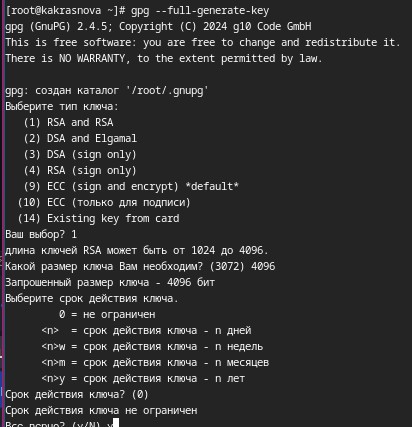 [root@kakrasnova ~]# gpg --full-generate-key
gpg (GnuPG) 2.4.5; Copyright (C) 2024 g10 Code GmbH
This is free software: you are free to change and redistribute it.
There is NO WARRANTY, to the extent permitted by law.
gpg: создан каталог '/root/.gnupg'
Выберите тип ключа:
(1) RSA and RSA
(2) DSA and Elgamal
(3) DSA (sign only)
(4) RSA (sign only)
(9) ECC (sign and encrypt) *default*
(10) ECC (только для подписи)
(14) Existing key from card
Ваш выбор? 1
длина ключей RSA может быть от 1024 до 4096.
Какой размер ключа Вам необходим? (3072) 4096
Запрошенный размер ключа - 4096 бит
Выберите срок действия ключа.
0 = не ограничен
<n> = срок действия ключа - n дней
<n>w = срок действия ключа - n недель
<n>m = срок действия ключа - n месяцев
<n>y = срок действия ключа - n лет
Срок действия ключа? (0)
Срок действия ключа не ограничен
Все верно? (y/N) y